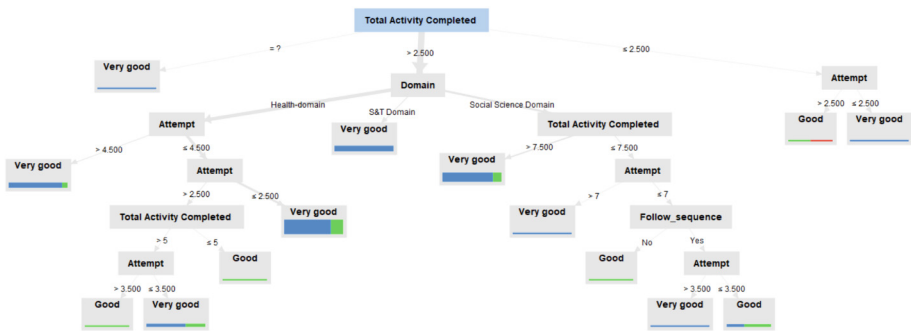 Total Activity Completed
= ?
> 2.500
≤ 2.500
Very good
Domain
Attempt
Health-domain
S&T Domain
Social Science Domain
> 2.500
≤ 2.500
Attempt
Very good
Total Activity Completed
Good
Very good
> 4.500
≤ 4.500
> 7.500
≤ 7.500
Very good
Attempt
Very good
Attempt
> 2.500
≤ 2.500
> 7
≤ 7
Total Activity Completed
Very good
Very good
Follow_sequence
> 5
≤ 5
No
Yes
Attempt
Good
Good
Attempt
> 3.500
≤ 3.500
> 3.500
≤ 3.500
Good
Very good
Very good
Good